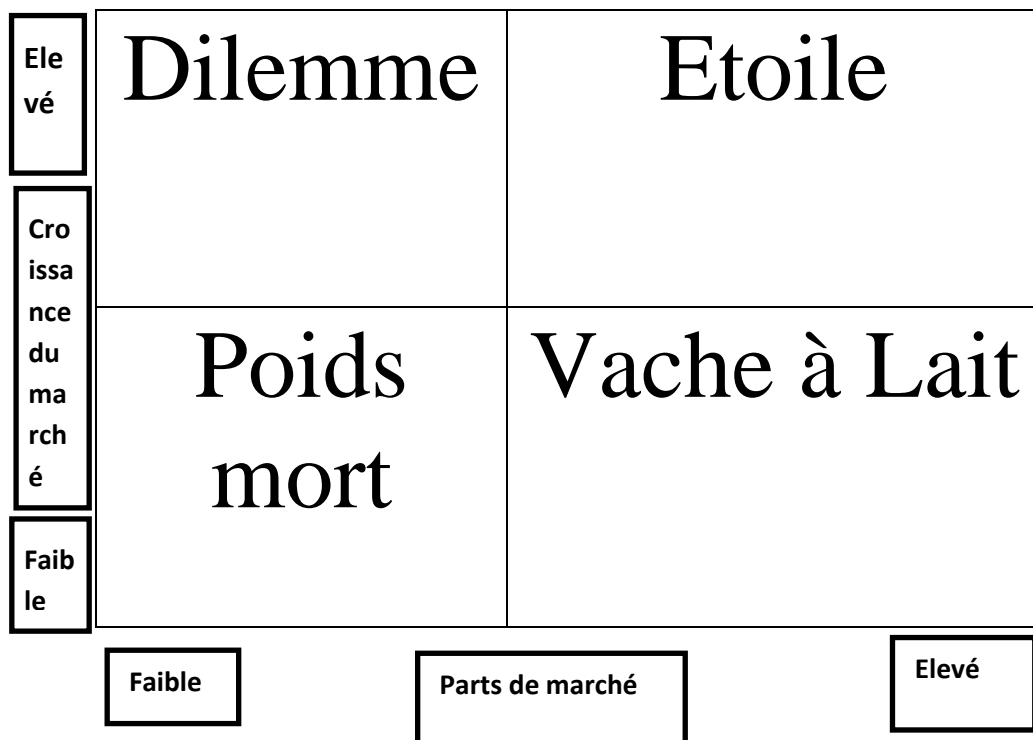 Ele
vé
Dilemme
Etoile
Cro
issa
nce
du
ma
rch
é
Poids
mort
Vache à Lait
Faib
le
Faible
Parts de marché
Elevé